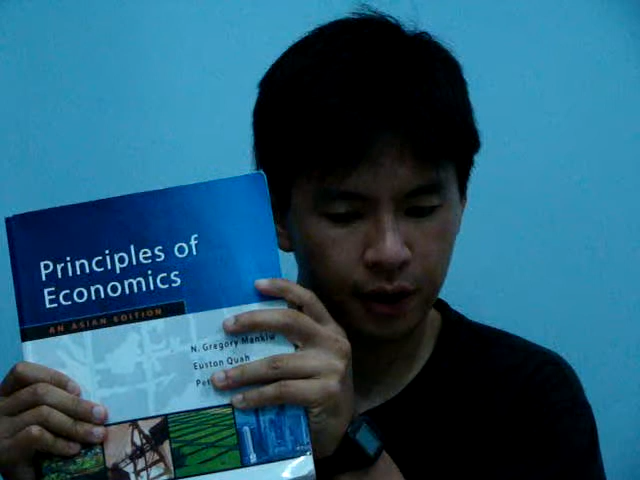 Principles of
Economics
AN ASIAN EDITION
N. Gregory Mankiw
Euston Quah